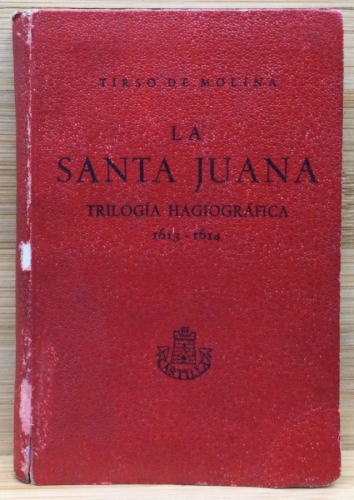 TIRSO DE MOLINA
LA
SANTA JUANA
TRILOGÍA HAGIOGRÁFICA
1613-1614
CASTILLA